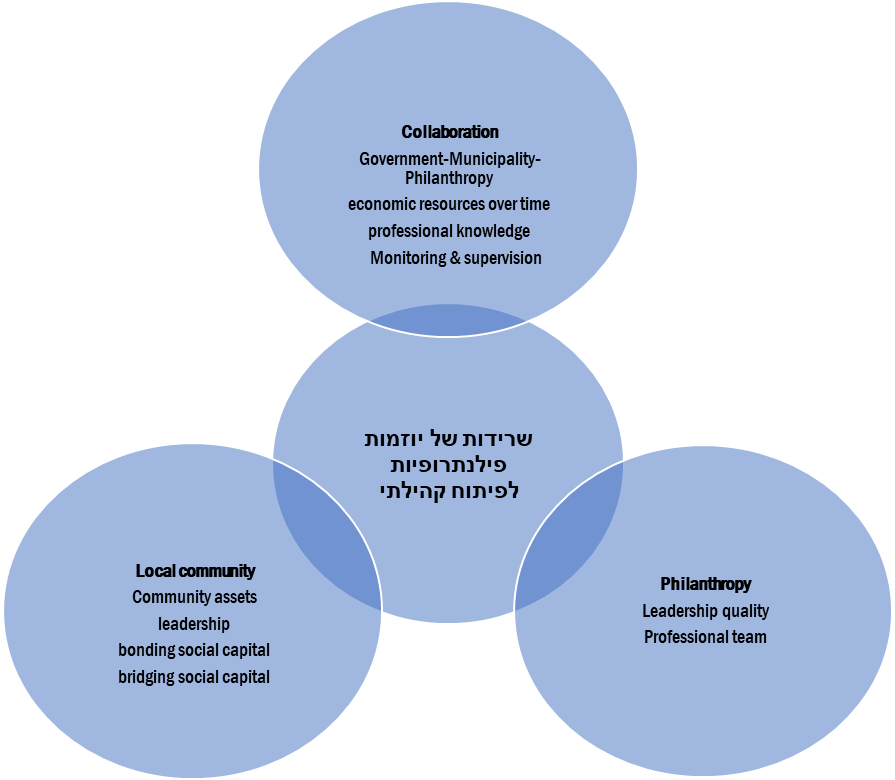 Collaboration
Government-Municipality-
Philanthropy
economic resources over time
professional knowledge
Monitoring & supervision
שרידות של יוזמות
פילנתרופיות
לפיתוח קהילתי
Local community
Community assets
leadership
bonding social capital
bridging social capital
Philanthropy
Leadership quality
Professional team